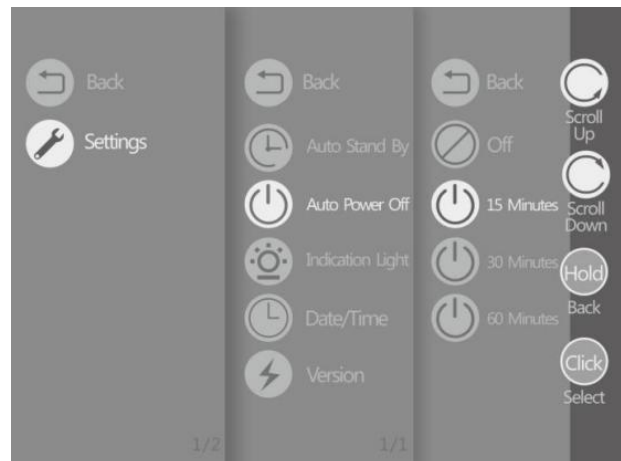 Back
Settings
1/2
Back
Auto Stand By
Auto Power Off
Indication Light
Date/Time
Version
1/1
Back
Off
15 Minutes
30 Minutes
60 Minutes
Scroll
Up
Scroll
Down
Hold
Back
Click
Select